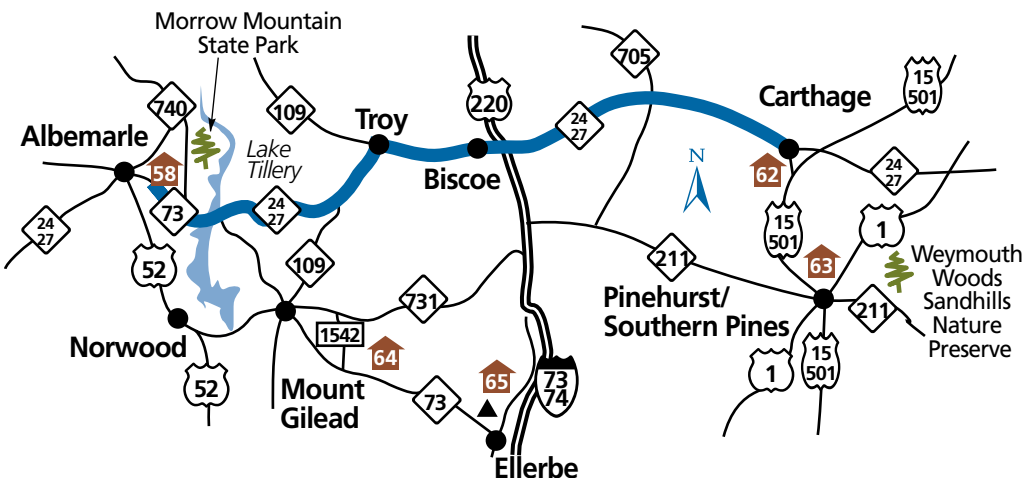 Morrow Mountain
State Park
705
15
501
740
220
Carthage
109
Troy
24
27
Albemarle
Lake
Tillery
N
58
Biscoe
62
24
27
73
24
27
15
501
1
24
27
52
109
211
63
Weymouth
Woods
Sandhills
Nature
Preserve
731
Pinehurst/
Southern Pines
211
Norwood
1542
64
15
501
52
Mount
Gilead
73
65
73
74
1
Ellerbe